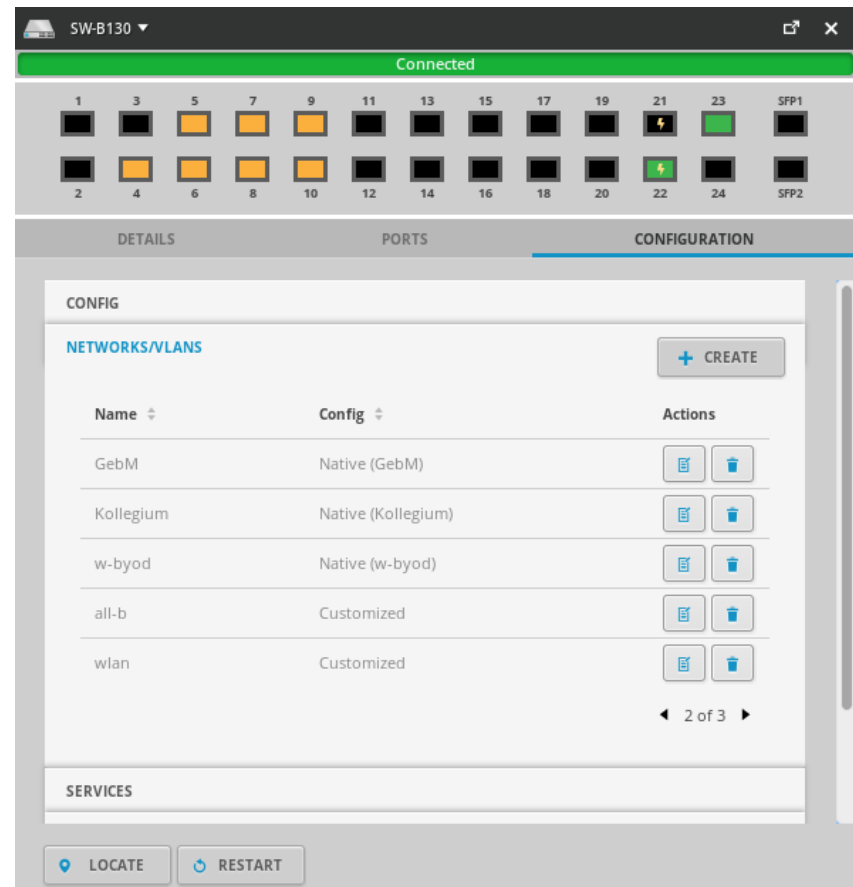 SW-B130
Connected
1 3 5 7 9 11 13 15 17 19 21 23 SFP1
2 4 6 8 10 12 14 16 18 20 22 24 SFP2
DETAILS PORTS CONFIGURATION
CONFIG
NETWORKS/VLANS
CREATE
Name Config Actions
GebM Native (GebM)
Kollegium Native (Kollegium)
w-byod Native (w-byod)
all-b Customized
wlan Customized
2 of 3
SERVICES
LOCATE RESTART